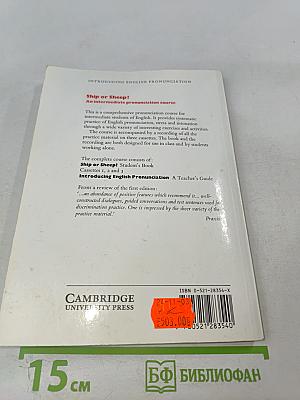 INTRODUCING ENGLISH PRONUNCIATION
Ship or Sheep?
An intermediate pronunciation course
This is a comprehensive pronunciation course for
intermediate students of English. It provides systematic
practice of English pronunciation, stress and intonation
through a wide variety of interesting exercises and activities.
The course is accompanied by a recording of all the
practice material on three cassettes. The book and the
recording are both designed for use in class and by students
working alone.
The complete course consists of:
Ship or Sheep? Student's Book
Cassettes 1, 2 and 3
Introducing English Pronunciation A Teacher's Guide
From a review of the first edition:
'...an abundance of positive features which recommend it... well-
constructed dialogues, guided conversations and test sentences used for
discrimination practice. One is impressed by the sheer variety of the
practice material.'
CAMBRIDGE
UNIVERSITY PRESS
ISBN 0-521-28354-X
780521 283540
15 см
БФ БИБЛИОФАН